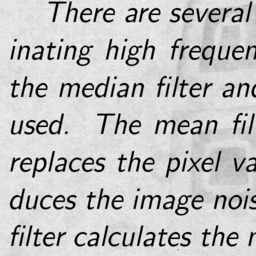 There are several
inating high frequen
the median filter and
used. The mean fil
replaces the pixel va
duces the image nois
filter calculates the